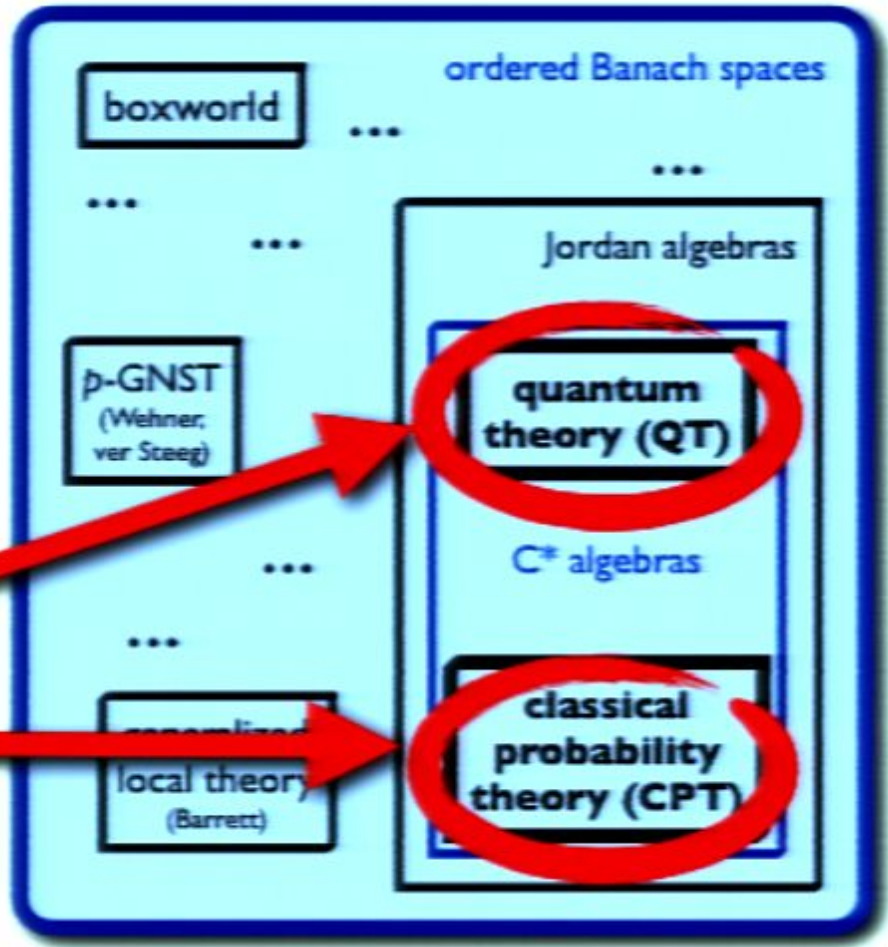 ordered Banach spaces
boxworld
...
...
...
...
Jordan algebras
p-GNST
(Wehner,
ver Steeg)
quantum
theory (QT)
...
C* algebras
...
local theory
(Barrett)
classical
probability
theory (CPT)